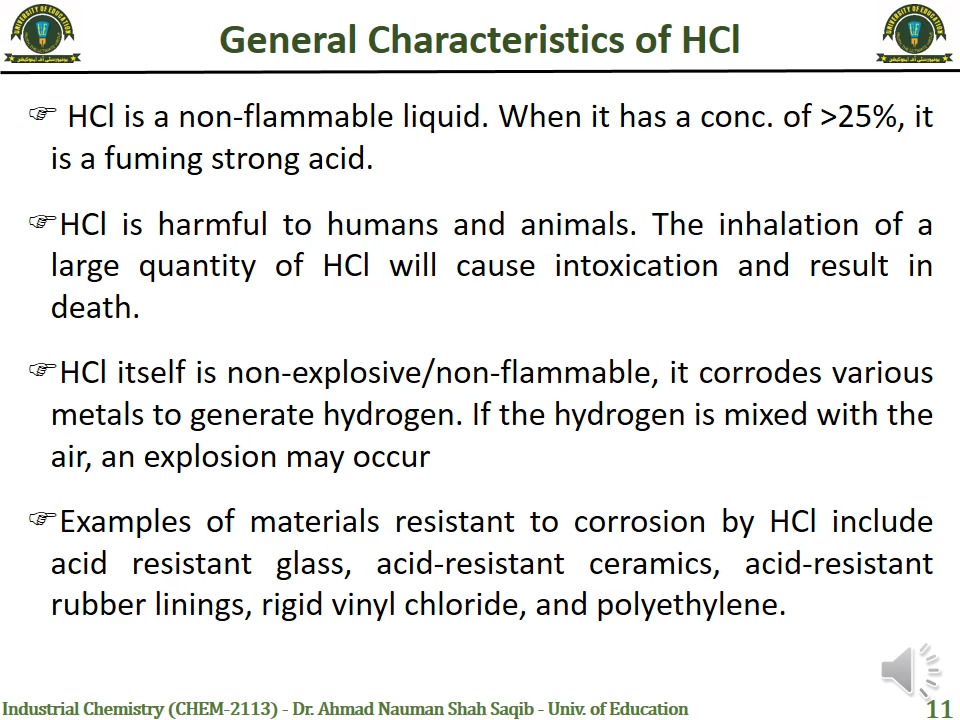 General Characteristics of HCl
☞ HCl is a non-flammable liquid. When it has a conc. of >25%, it
is a fuming strong acid.
☞HCl is harmful to humans and animals. The inhalation of a
large quantity of HCl will cause intoxication and result in
death.
☞HCl itself is non-explosive/non-flammable, it corrodes various
metals to generate hydrogen. If the hydrogen is mixed with the
air, an explosion may occur
☞Examples of materials resistant to corrosion by HCl include
acid resistant glass, acid-resistant ceramics, acid-resistant
rubber linings, rigid vinyl chloride, and polyethylene.
Industrial Chemistry (CHEM-2113) - Dr. Ahmad Nauman Shah Saqib - Univ. of Education
11